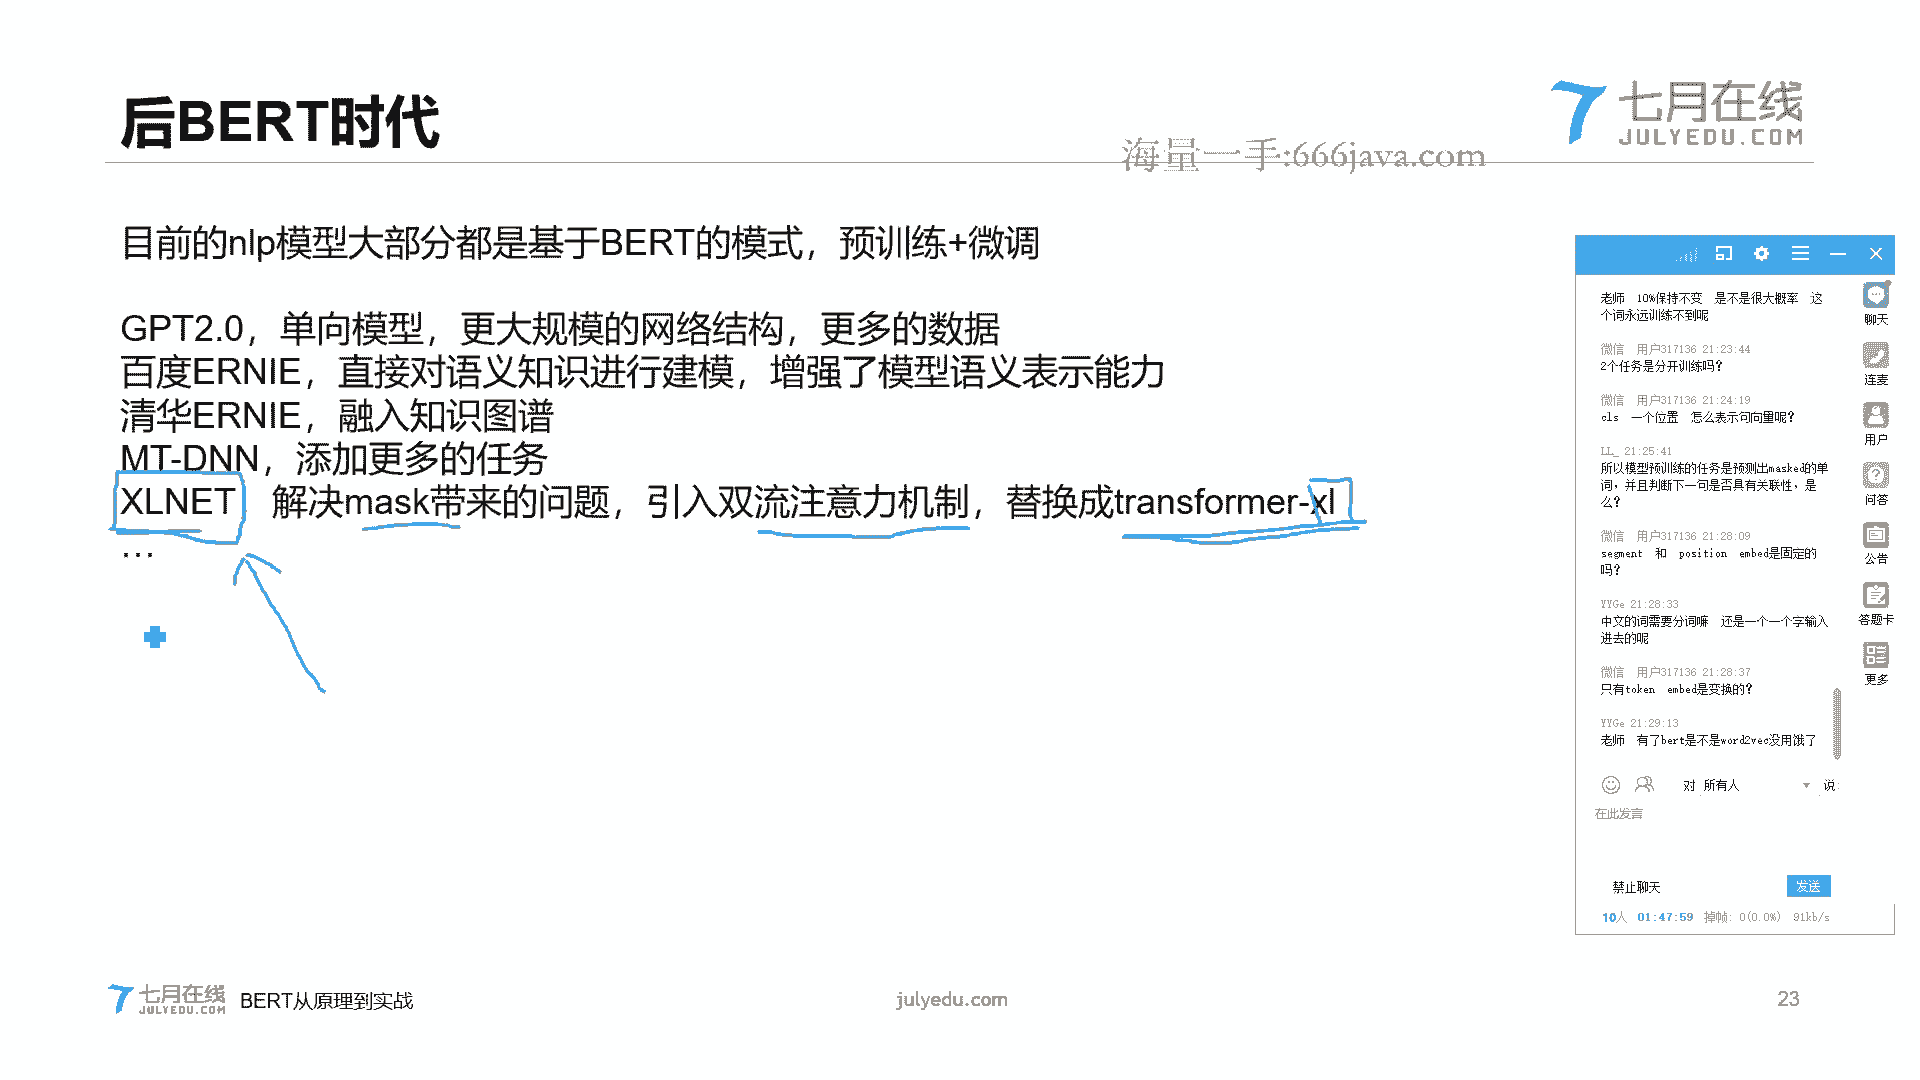 后BERT时代
七月在线
JULYEDU.COM
海量一手:666java.com
目前的nlp模型大部分都是基于BERT的模式，预训练+微调
GPT2.0，单向模型，更大规模的网络结构，更多的数据
百度ERNIE，直接对语义知识进行建模，增强了模型语义表示能力
清华ERNIE，融入知识图谱
MT-DNN，添加更多的任务
XLNET 解决mask带来的问题，引入双流注意力机制，替换成transformer-xl
…
老师 10%保持不变 是不是很大概率 这
个词永远训练不到呢
微信 用户317136 21:23:44
2个任务是分开训练吗？
微信 用户317136 21:24:19
cls 一个位置 怎么表示句向量呢？
LL_ 21:25:41
所以模型预训练的任务是预测出masked的单
词，并且判断下一句是否具有关联性，是
么？
微信 用户317136 21:28:09
segment 和 position embed是固定的
吗？
YYGe 21:28:33
中文的词需要分词嘛 还是一个一个字输入
进去的呢
微信 用户317136 21:28:37
只有token embed是变换的？
YYGe 21:29:13
老师 有了bert是不是word2vec没用饿了
对 所有人 说:
在此发言
禁止聊天
发送
10人 01:47:59 掉帧: 0(0.0%) 91kb/s
聊天
连麦
用户
问答
公告
答题卡
更多
七月在线
JULYEDU.COM
BERT从原理到实战
julyedu.com
23